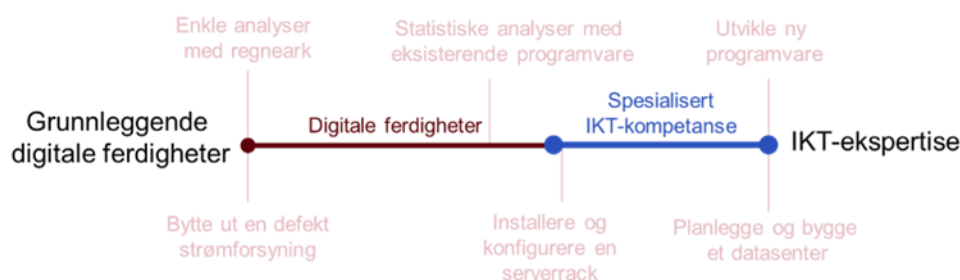 Enkle analyser
med regneark
Statistiske analyser med
eksisterende programvare
Utvikle ny
programvare
Grunnleggende
digitale ferdigheter
Digitale ferdigheter
Spesialisert
IKT-kompetanse
IKT-ekspertise
Bytte ut en defekt
strømforsyning
Installere og
konfigurere en
serverrack
Planlegge og bygge
et datasenter